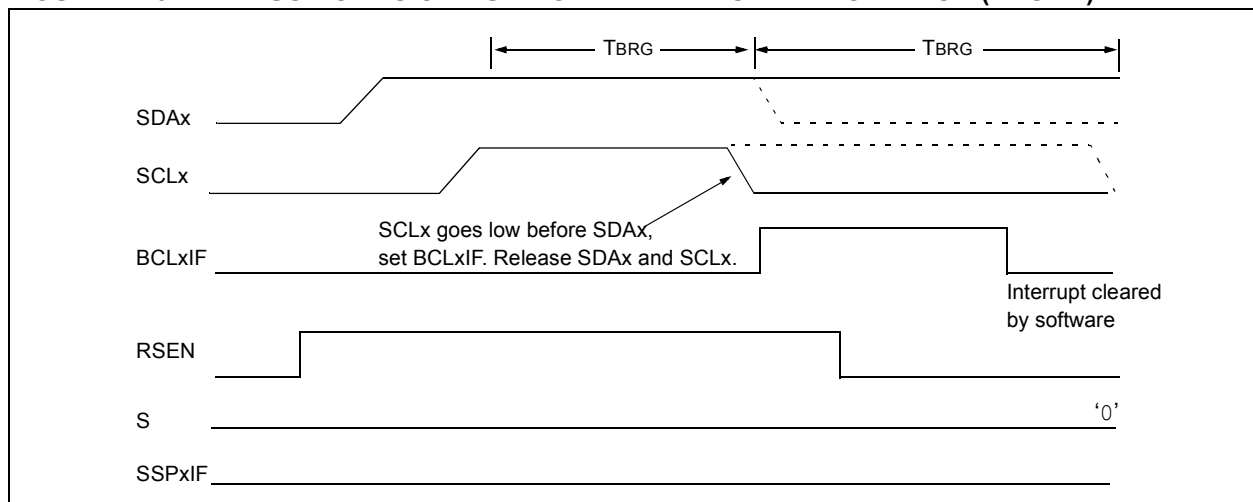 TBRG TBRG
SDAx
SCLx
SCLx goes low before SDAx,
set BCLxIF. Release SDAx and SCLx.
BCLxIF
Interrupt cleared
by software
RSEN
S ‘0’
SSPxIF